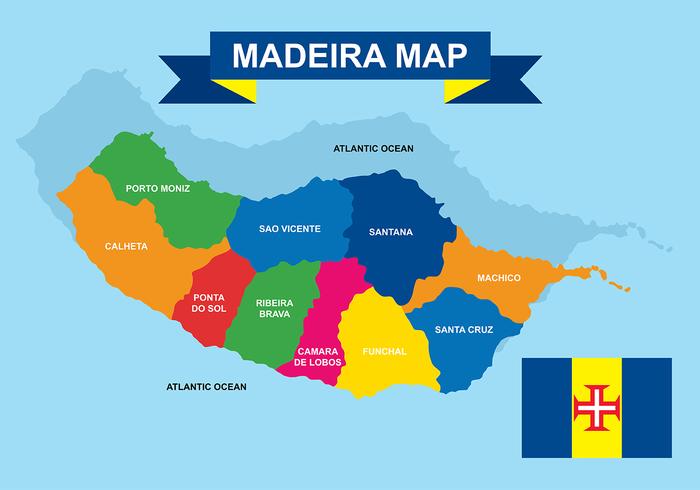 MADEIRA MAP
ATLANTIC OCEAN
PORTO MONIZ
SAO VICENTE
SANTANA
CALHETA
MACHICO
PONTA
DO SOL
RIBEIRA
BRAVA
SANTA CRUZ
CAMARA
DE LOBOS
FUNCHAL
ATLANTIC OCEAN